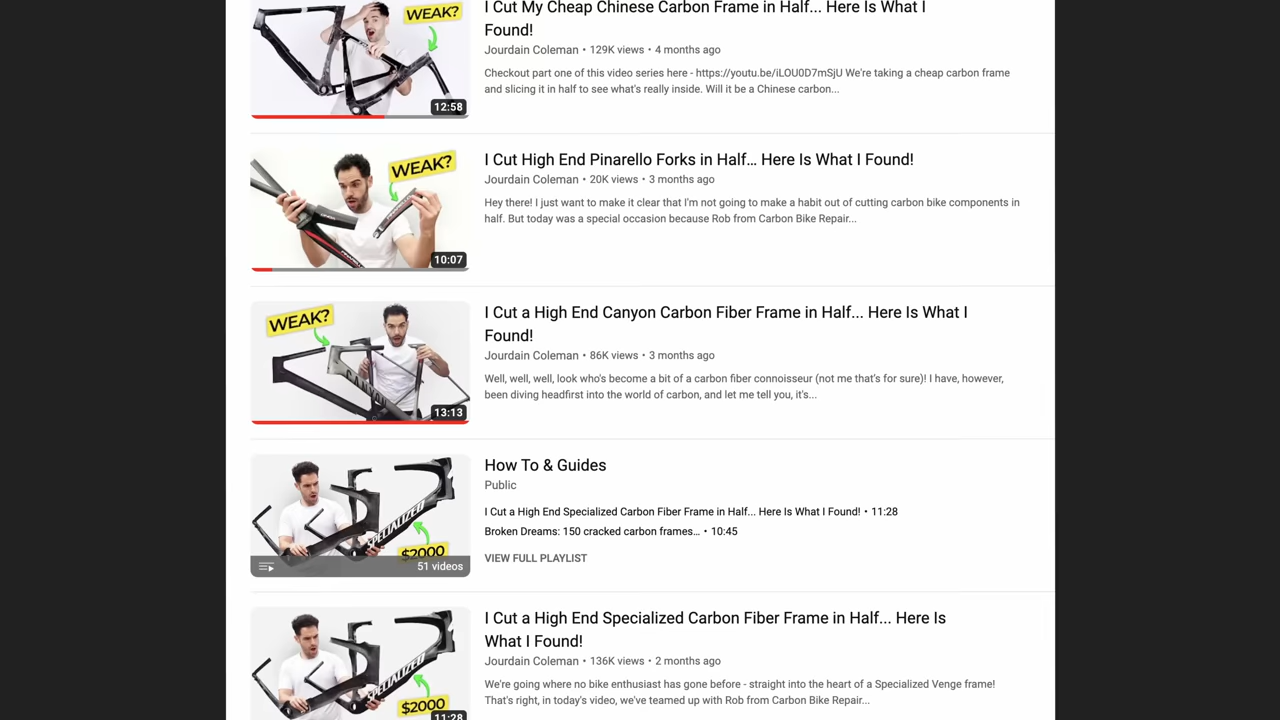 WEAK?
12:58
I Cut My Cheap Chinese Carbon Frame in Half... Here Is What I
Found!
Jourdain Coleman • 129K views • 4 months ago
Checkout part one of this video series here - https://youtu.be/iLOU0D7mSjU We're taking a cheap carbon frame
and slicing it in half to see what's really inside. Will it be a Chinese carbon...
WEAK?
10:07
I Cut High End Pinarello Forks in Half… Here Is What I Found!
Jourdain Coleman • 20K views • 3 months ago
Hey there! I just want to make it clear that I'm not going to make a habit out of cutting carbon bike components in
half. But today was a special occasion because Rob from Carbon Bike Repair...
WEAK?
CANYON
13:13
I Cut a High End Canyon Carbon Fiber Frame in Half... Here Is What I
Found!
Jourdain Coleman • 86K views • 3 months ago
Well, well, well, look who's become a bit of a carbon fiber connoisseur (not me that's for sure)! I have, however,
been diving headfirst into the world of carbon, and let me tell you, it's...
SPECIALIZED
$2000
51 videos
How To & Guides
Public
I Cut a High End Specialized Carbon Fiber Frame in Half... Here Is What I Found! • 11:28
Broken Dreams: 150 cracked carbon frames... • 10:45
VIEW FULL PLAYLIST
SPECIALIZED
$2000
11:28
I Cut a High End Specialized Carbon Fiber Frame in Half... Here Is
What I Found!
Jourdain Coleman • 136K views • 2 months ago
We're going where no bike enthusiast has gone before - straight into the heart of a Specialized Venge frame!
That's right, in today's video, we've teamed up with Rob from Carbon Bike Repair...